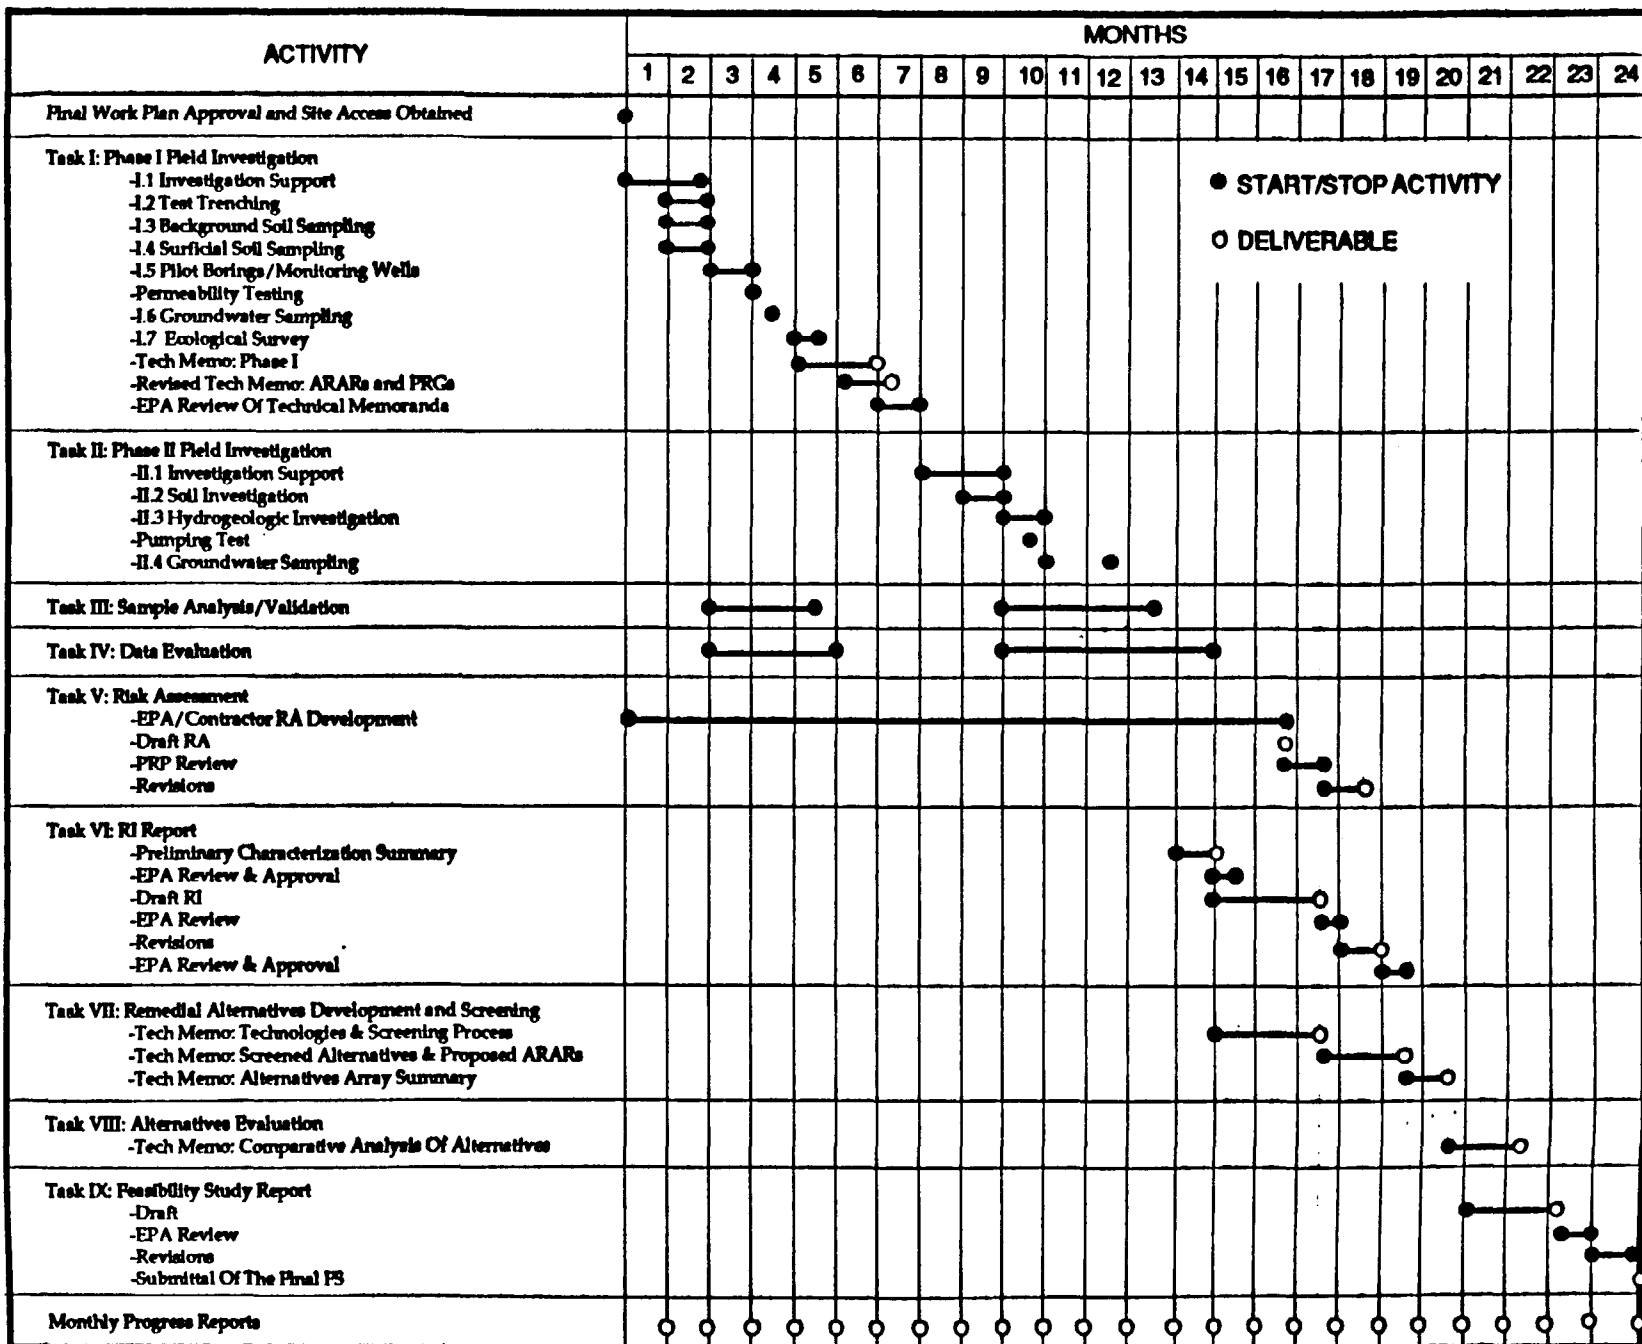 ACTIVITY
MONTHS
1 2 3 4 5 6 7 8 9 10 11 12 13 14 15 16 17 18 19 20 21 22 23 24
Final Work Plan Approval and Site Access Obtained
Task I: Phase I Field Investigation
-I.1 Investigation Support
-I.2 Test Trenching
-I.3 Background Soil Sampling
-I.4 Surficial Soil Sampling
-I.5 Pilot Borings/Monitoring Wells
-Permeability Testing
-I.6 Groundwater Sampling
-I.7 Ecological Survey
-Tech Memo: Phase I
-Revised Tech Memo: ARARs and PRGs
-EPA Review Of Technical Memoranda
START/STOP ACTIVITY
DELIVERABLE
Task II: Phase II Field Investigation
-II.1 Investigation Support
-II.2 Soil Investigation
-II.3 Hydrogeologic Investigation
-Pumping Test
-II.4 Groundwater Sampling
Task III: Sample Analysis/Validation
Task IV: Data Evaluation
Task V: Risk Assessment
-EPA/Contractor RA Development
-Draft RA
-PRP Review
-Revisions
Task VI: RI Report
-Preliminary Characterization Summary
-EPA Review & Approval
-Draft RI
-EPA Review
-Revisions
-EPA Review & Approval
Task VII: Remedial Alternatives Development and Screening
-Tech Memo: Technologies & Screening Process
-Tech Memo: Screened Alternatives & Proposed ARARs
-Tech Memo: Alternatives Array Summary
Task VIII: Alternatives Evaluation
-Tech Memo: Comparative Analysis Of Alternatives
Task IX: Feasibility Study Report
-Draft
-EPA Review
-Revisions
-Submittal Of The Final FS
Monthly Progress Reports